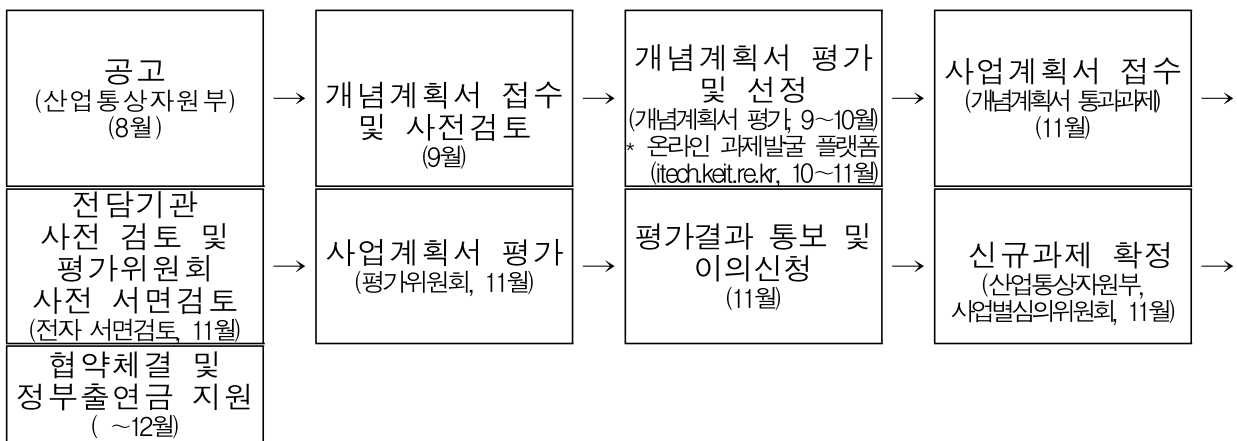 공고
(산업통상자원부)
(8월)
→
개념계획서 접수
및 사전검토
(9월)
→
개념계획서 평가
및 선정
(개념계획서 평가, 9～10월)
* 온라인 과제발굴 플랫폼
(itech.keit.re.kr, 10～11월)
→
사업계획서 접수
(개념계획서 통과과제)
(11월)
→
전담기관
사전 검토 및
평가위원회
사전 서면검토
(전자 서면검토, 11월)
→
사업계획서 평가
(평가위원회, 11월)
→
평가결과 통보 및
이의신청
(11월)
→
신규과제 확정
(산업통상자원부,
사업별심의위원회, 11월)
→
협약체결 및
정부출연금 지원
( ～12월)